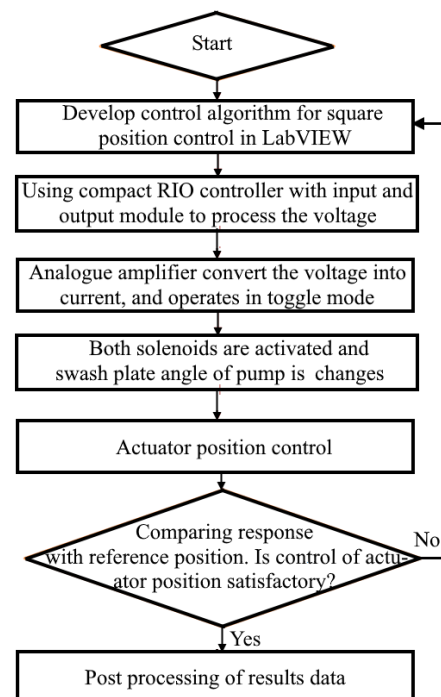 Start
Develop control algorithm for square
position control in LabVIEW
Using compact RIO controller with input and
output module to process the voltage
Analogue amplifier convert the voltage into
current, and operates in toggle mode
Both solenoids are activated and
swash plate angle of pump is  changes
Actuator position control
Comparing response
with reference position. Is control of actu-
ator position satisfactory?
No
Yes
Post processing of results data